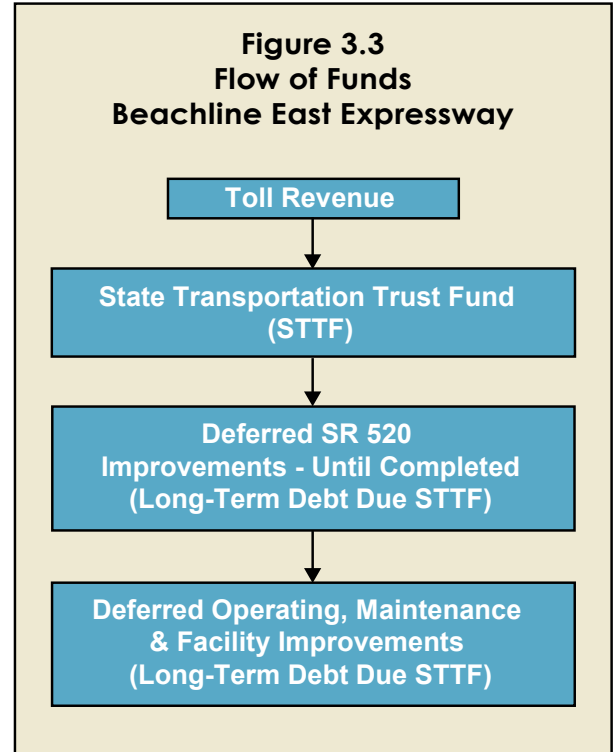 Figure 3.3
Flow of Funds
Beachline East Expressway
Toll Revenue
State Transportation Trust Fund
(STTF)
Deferred SR 520
Improvements - Until Completed
(Long-Term Debt Due STTF)
Deferred Operating, Maintenance
& Facility Improvements
(Long-Term Debt Due STTF)